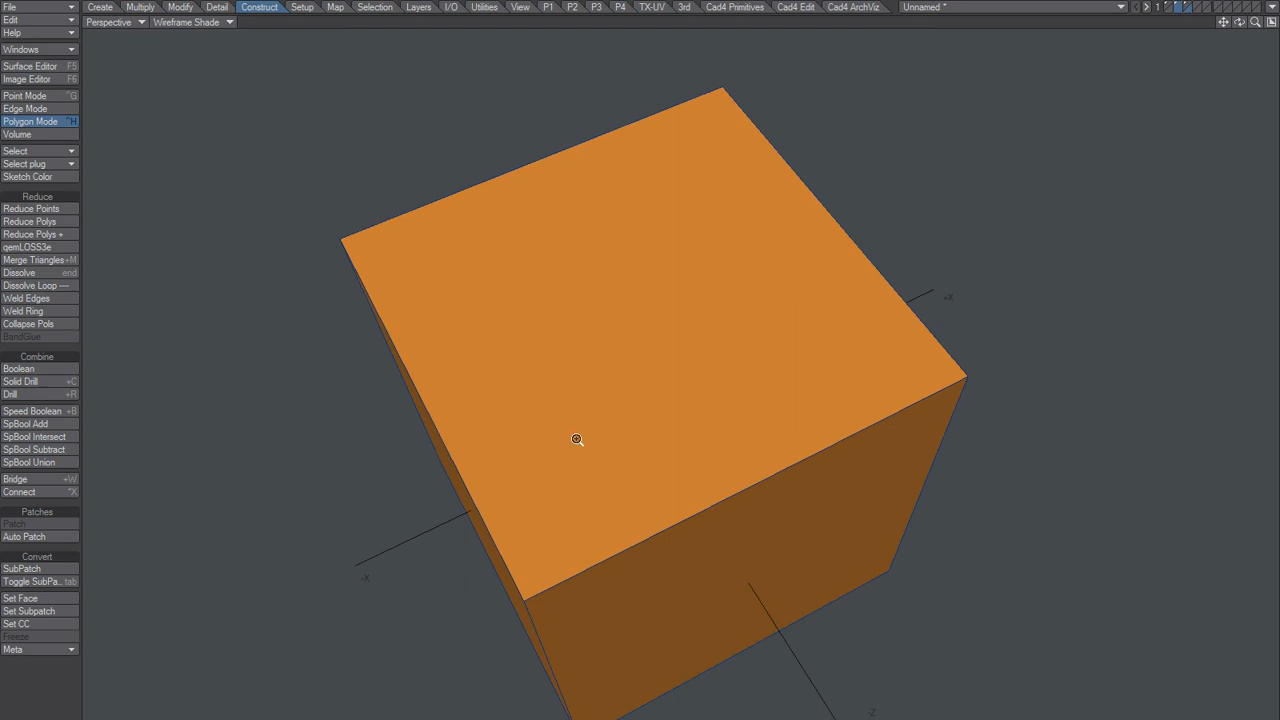 File Create Multiply Modify Detail Construct Setup Map Selection Layers I/O Utilities View P1 P2 P3 P4 TX-UV 3rd Cad4 Primitives Cad4 Edit Cad4 ArchViz Unnamed * 1
Edit Perspective Wireframe Shade
Help
Windows
Surface Editor F5
Image Editor F6
Point Mode ^G
Edge Mode
Polygon Mode ^H
Volume
Select
Select plug
Sketch Color
Reduce
Reduce Points
Reduce Polys
Reduce Polys +
qemLOSS3e
Merge Triangles +M
Dissolve end
Dissolve Loop —
Weld Edges
Weld Ring
Collapse Pols
BandGlue
Combine
Boolean
Solid Drill +C
Drill +R
Speed Boolean +B
SpBool Add
SpBool Intersect
SpBool Subtract
SpBool Union
Bridge +W
Connect ^X
Patches
Patch
Auto Patch
Convert
SubPatch
Toggle SubPa... tab
Set Face
Set Subpatch
Set CC
Freeze
Meta
+X
-X
-Z